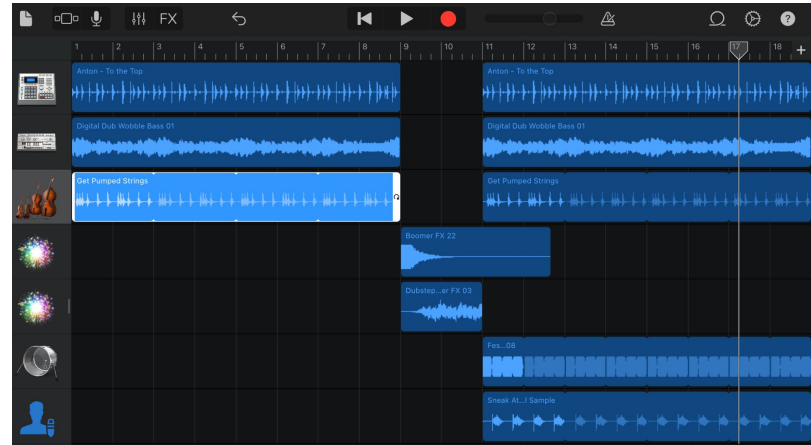 FX ?
1 2 3 4 5 6 7 8 9 10 11 12 13 14 15 16 17 18 +
Anton - To the Top Anton - To the Top
Digital Dub Wobble Bass 01 Digital Dub Wobble Bass 01
Get Pumped Strings Get Pumped Strings
Boomer FX 22
Dubstep...er FX 03
Fes...08
Sneak At...l Sample